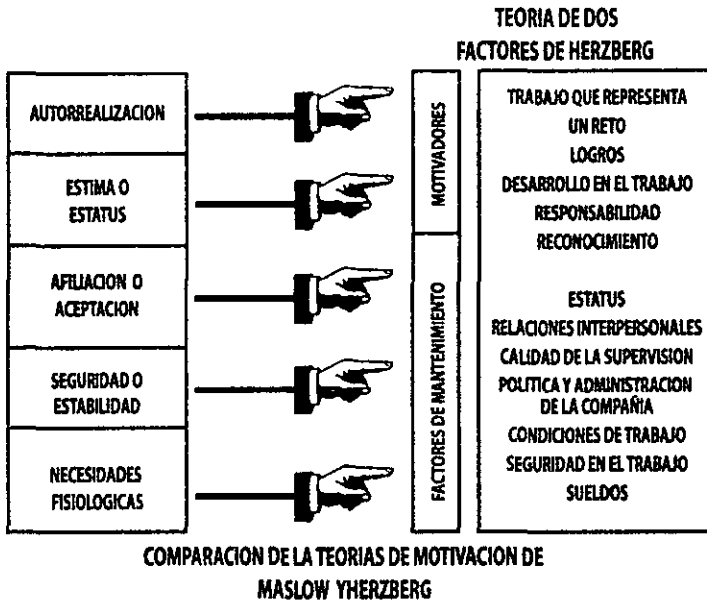 TEORIA DE DOS
FACTORES DE HERZBERG
AUTORREALIZACION
ESTIMA O
ESTATUS
AFILIACION O
ACEPTACION
SEGURIDAD O
ESTABILIDAD
NECESIDADES
FISIOLOGICAS
MOTIVADORES
FACTORES DE MANTENIMIENTO
TRABAJO QUE REPRESENTA
UN RETO
LOGROS
DESARROLLO EN EL TRABAJO
RESPONSABILIDAD
RECONOCIMIENTO
ESTATUS
RELACIONES INTERPERSONALES
CALIDAD DE LA SUPERVISION
POLITICA Y ADMINISTRACION
DE LA COMPAÑIA
CONDICIONES DE TRABAJO
SEGURIDAD EN EL TRABAJO
SUELDOS
COMPARACION DE LA TEORIAS DE MOTIVACION DE
MASLOW YHERZBERG